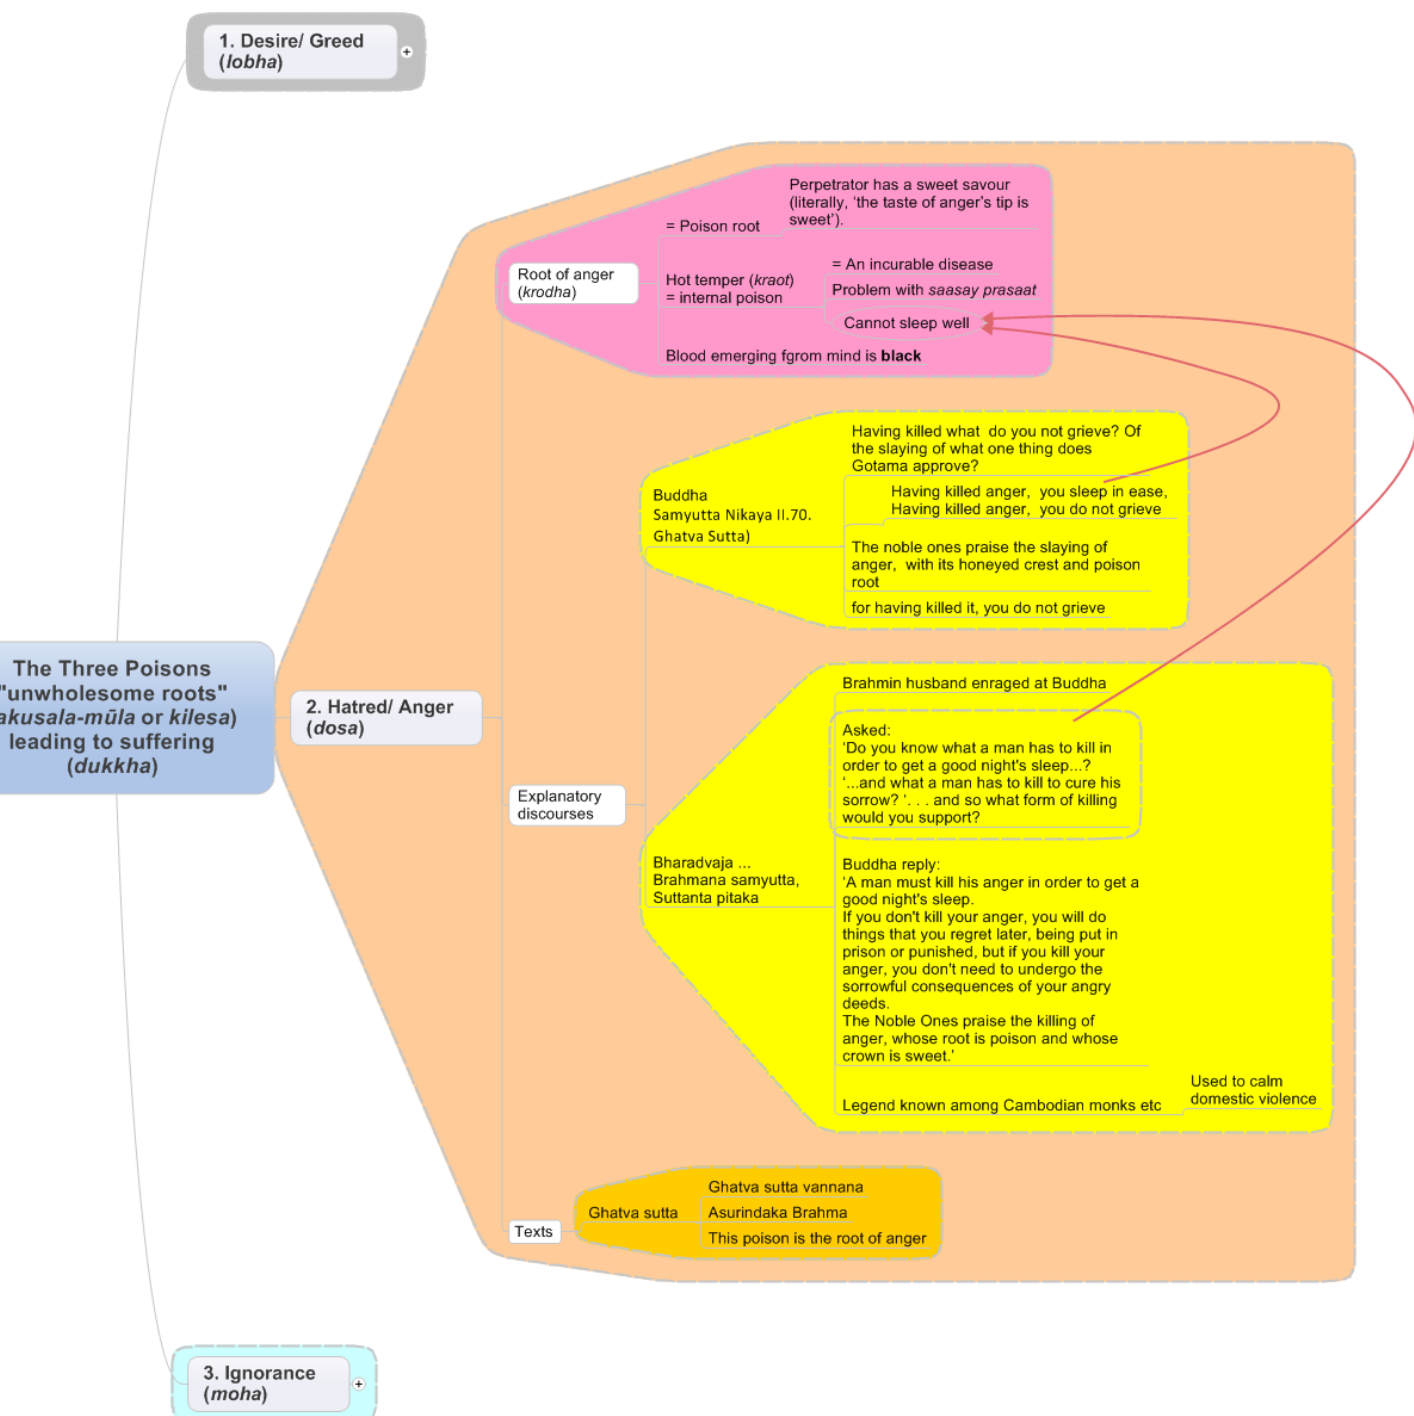 1. Desire/ Greed
(lobha)
Perpetrator has a sweet savour
(literally, 'the taste of anger's tip is
sweet').
= Poison root
Root of anger
(krodha)
Hot temper (kraot)
= internal poison
= An incurable disease
Problem with saasay prasaat
Cannot sleep well
Blood emerging fgrom mind is black
Buddha
Samyutta Nikaya II.70.
Ghatva Sutta)
Having killed what  do you not grieve? Of
the slaying of what one thing does
Gotama approve?
Having killed anger,  you sleep in ease,
Having killed anger,  you do not grieve
The noble ones praise the slaying of
anger,  with its honeyed crest and poison
root
for having killed it, you do not grieve
The Three Poisons
"unwholesome roots"
akusala-mūla or kilesa)
leading to suffering
(dukkha)
2. Hatred/ Anger
(dosa)
Explanatory
discourses
Bharadvaja ...
Brahmana samyutta,
Suttanta pitaka
Brahmin husband enraged at Buddha
Asked:
'Do you know what a man has to kill in
order to get a good night's sleep...?
'...and what a man has to kill to cure his
sorrow? '. . . and so what form of killing
would you support?
Buddha reply:
'A man must kill his anger in order to get a
good night's sleep.
If you don't kill your anger, you will do
things that you regret later, being put in
prison or punished, but if you kill your
anger, you don't need to undergo the
sorrowful consequences of your angry
deeds.
The Noble Ones praise the killing of
anger, whose root is poison and whose
crown is sweet.'
Legend known among Cambodian monks etc
Used to calm
domestic violence
Texts
Ghatva sutta
Ghatva sutta vannana
Asurindaka Brahma
This poison is the root of anger
3. Ignorance
(moha)